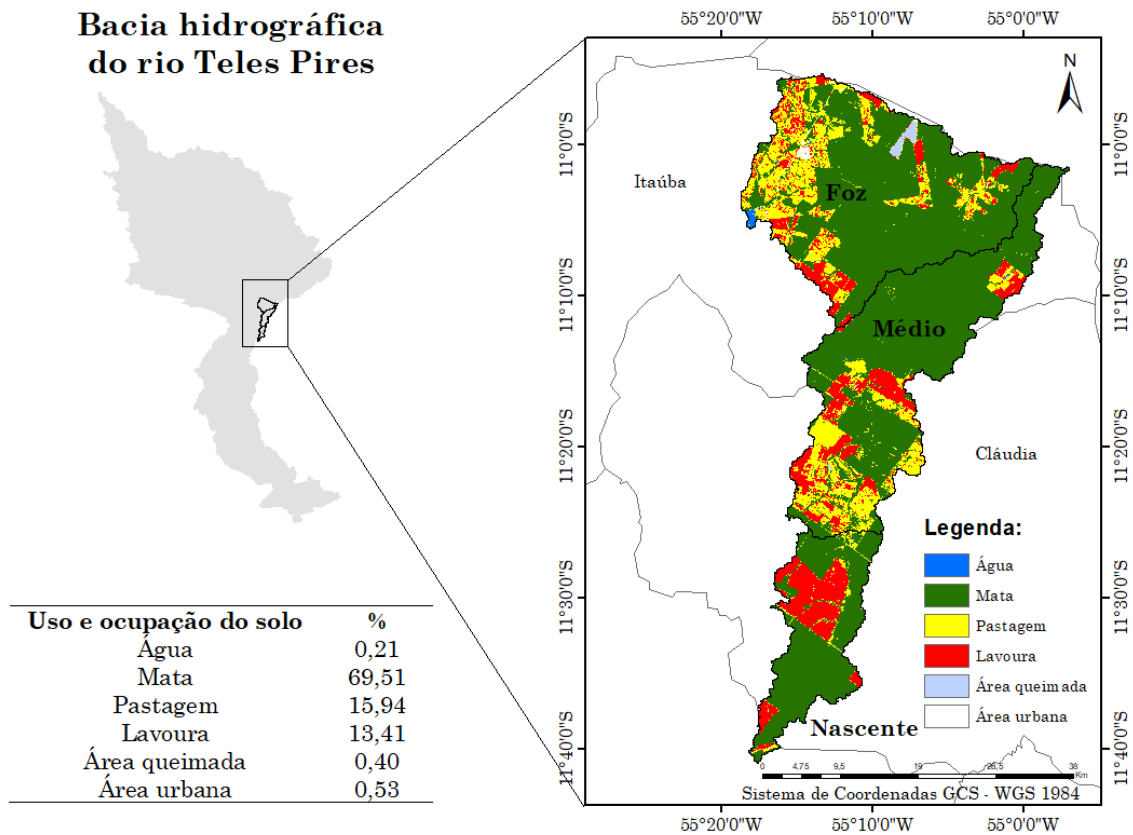 Bacia hidrográfica
do rio Teles Pires
Uso e ocupação do solo %
Água 0,21
Mata 69,51
Pastagem 15,94
Lavoura 13,41
Área queimada 0,40
Área urbana 0,53
55°20'0"W 55°10'0"W 55°0'0"W
11°0'0"S 11°0'0"S
11°10'0"S 11°10'0"S
11°20'0"S 11°20'0"S
11°30'0"S 11°30'0"S
11°40'0"S 11°40'0"S
N
Itaúba
Foz
Médio
Cláudia
Legenda:
Água
Mata
Pastagem
Lavoura
Área queimada
Área urbana
Nascente
0 4,75 9,5 19 26,5 38
Km
Sistema de Coordenadas GCS - WGS 1984
55°20'0"W 55°10'0"W 55°0'0"W